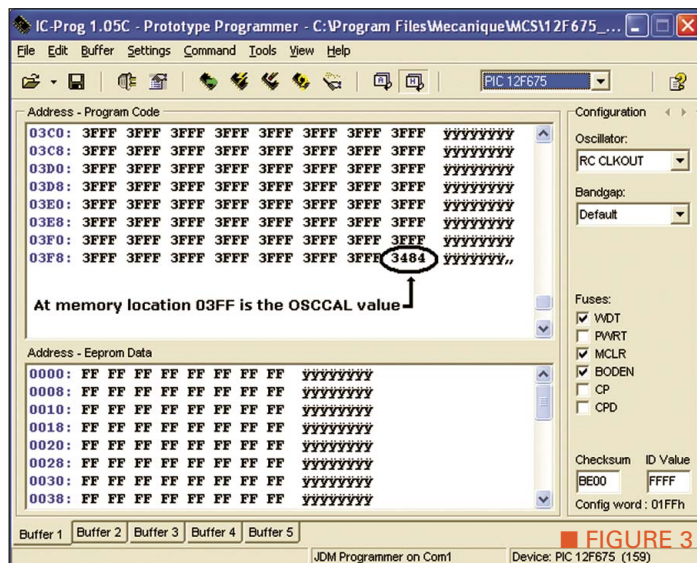 IC-Prog 1.05C - Prototype Programmer - C:\Program Files\Mecanique\MCS\12F675_...
File Edit Buffer Settings Command Tools View Help
PIC 12F675
Address - Program Code
03C0: 3FFF 3FFF 3FFF 3FFF 3FFF 3FFF 3FFF 3FFF ÿÿÿÿÿÿÿÿ
03C8: 3FFF 3FFF 3FFF 3FFF 3FFF 3FFF 3FFF 3FFF ÿÿÿÿÿÿÿÿ
03D0: 3FFF 3FFF 3FFF 3FFF 3FFF 3FFF 3FFF 3FFF ÿÿÿÿÿÿÿÿ
03D8: 3FFF 3FFF 3FFF 3FFF 3FFF 3FFF 3FFF 3FFF ÿÿÿÿÿÿÿÿ
03E0: 3FFF 3FFF 3FFF 3FFF 3FFF 3FFF 3FFF 3FFF ÿÿÿÿÿÿÿÿ
03E8: 3FFF 3FFF 3FFF 3FFF 3FFF 3FFF 3FFF 3FFF ÿÿÿÿÿÿÿÿ
03F0: 3FFF 3FFF 3FFF 3FFF 3FFF 3FFF 3FFF 3FFF ÿÿÿÿÿÿÿÿ
03F8: 3FFF 3FFF 3FFF 3FFF 3FFF 3FFF 3FFF 3484 ÿÿÿÿÿÿÿ„
At memory location 03FF is the OSCCAL value
Address - Eeprom Data
0000: FF FF FF FF FF FF FF FF ÿÿÿÿÿÿÿÿ
0008: FF FF FF FF FF FF FF FF ÿÿÿÿÿÿÿÿ
0010: FF FF FF FF FF FF FF FF ÿÿÿÿÿÿÿÿ
0018: FF FF FF FF FF FF FF FF ÿÿÿÿÿÿÿÿ
0020: FF FF FF FF FF FF FF FF ÿÿÿÿÿÿÿÿ
0028: FF FF FF FF FF FF FF FF ÿÿÿÿÿÿÿÿ
0030: FF FF FF FF FF FF FF FF ÿÿÿÿÿÿÿÿ
0038: FF FF FF FF FF FF FF FF ÿÿÿÿÿÿÿÿ
Configuration
Oscillator:
RC CLKOUT
Bandgap:
Default
Fuses:
WDT
PWRT
MCLR
BODEN
CP
CPD
Checksum ID Value
BE00 FFFF
Config word : 01FFh
Buffer 1 Buffer 2 Buffer 3 Buffer 4 Buffer 5
FIGURE 3
JDM Programmer on Com1 Device: PIC 12F675 (159)